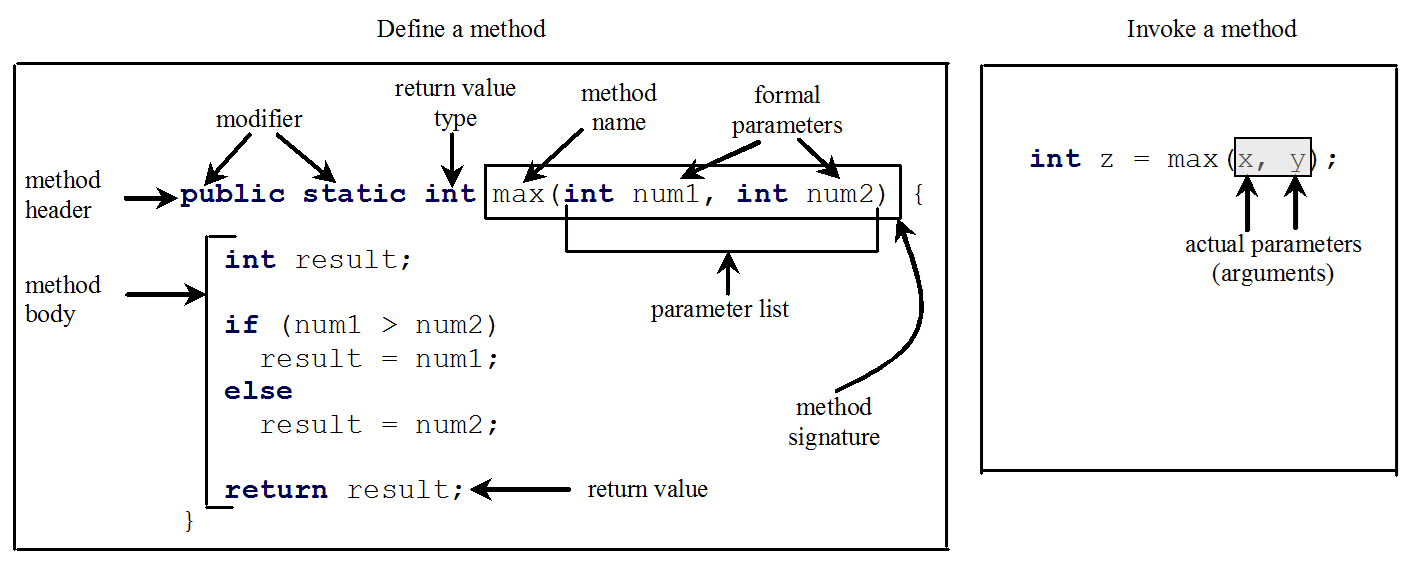 Define a method
Invoke a method
return value
type
method
name
formal
parameters
modifier
method
header
public static int max(int num1, int num2) {
method
body
int result;
parameter list
if (num1 > num2)
result = num1;
else
result = num2;
method
signature
return result;
return value
}
int z = max(x, y);
actual parameters
(arguments)